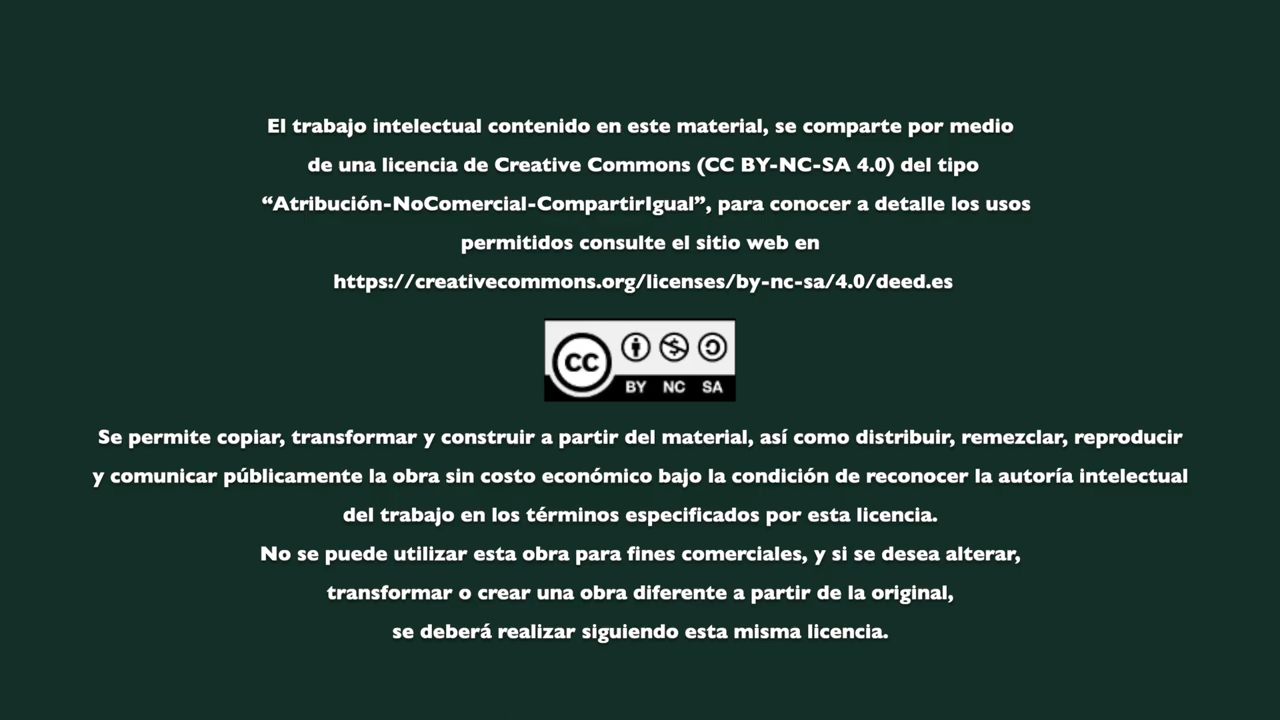 El trabajo intelectual contenido en este material, se comparte por medio
de una licencia de Creative Commons (CC BY-NC-SA 4.0) del tipo
“Atribución-NoComercial-CompartirIgual”, para conocer a detalle los usos
permitidos consulte el sitio web en
https://creativecommons.org/licenses/by-nc-sa/4.0/deed.es
CC
BY NC SA
Se permite copiar, transformar y construir a partir del material, así como distribuir, remezclar, reproducir
y comunicar públicamente la obra sin costo económico bajo la condición de reconocer la autoría intelectual
del trabajo en los términos especificados por esta licencia.
No se puede utilizar esta obra para fines comerciales, y si se desea alterar,
transformar o crear una obra diferente a partir de la original,
se deberá realizar siguiendo esta misma licencia.